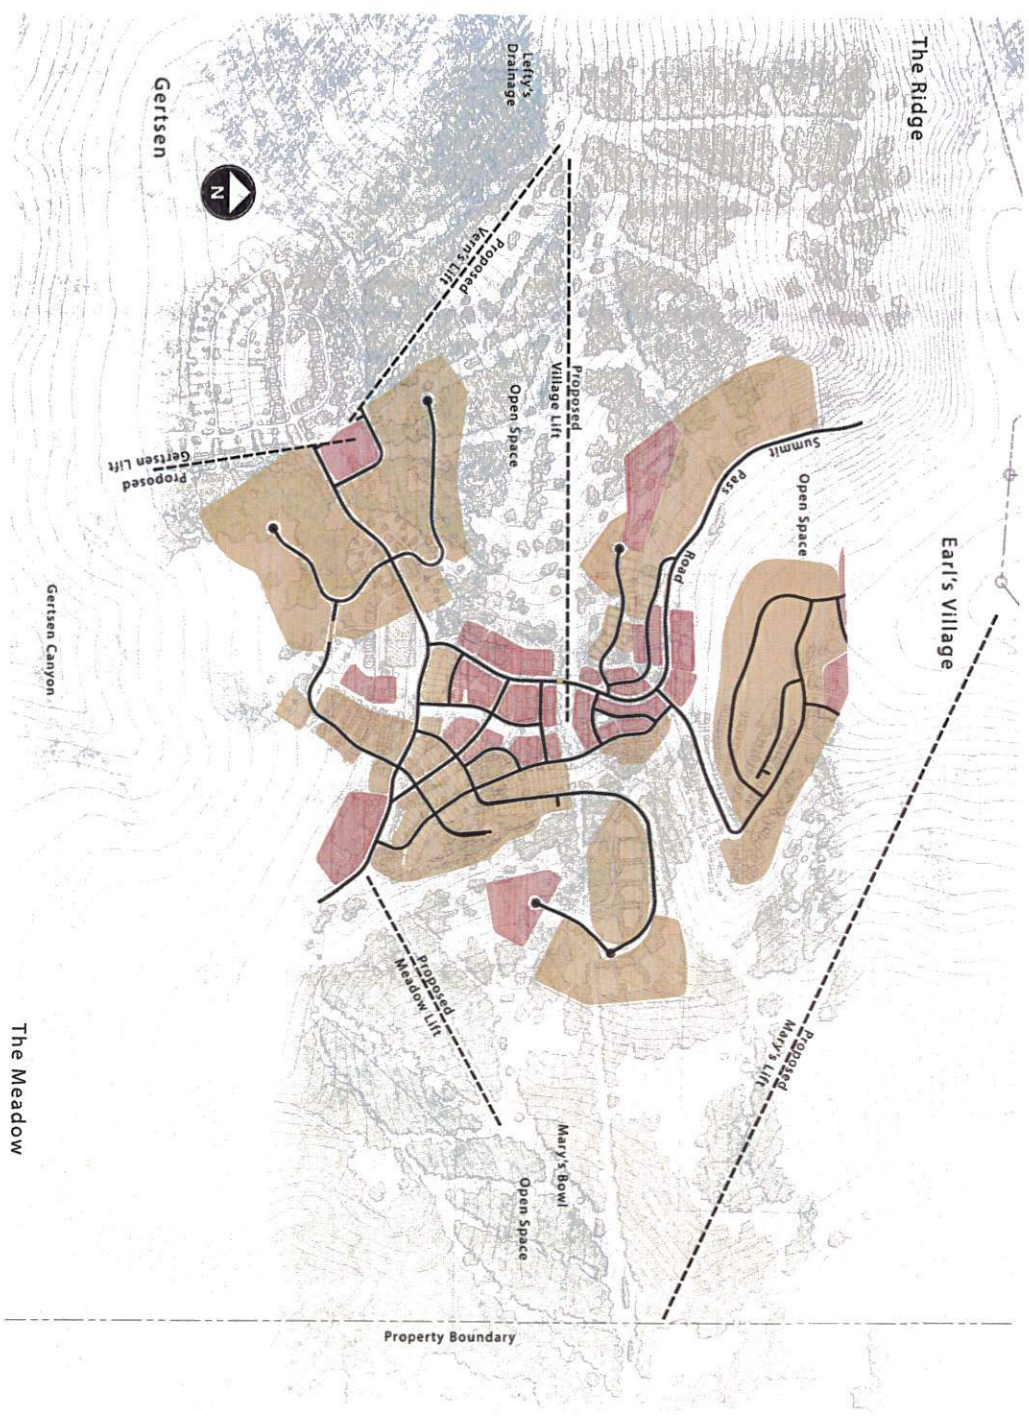 The Ridge
Earl's Village
Lefty's
Drainage
Gertsen
N
Proposed
Vern's Lift
Proposed
Village Lift
Open Space
Summit
Pass
Road
Open Space
Proposed
Gertsen Lift
Gertsen Canyon
Proposed
Meadow Lift
Proposed
Mary's Lift
Mary's Bowl
Open Space
The Meadow
Property Boundary